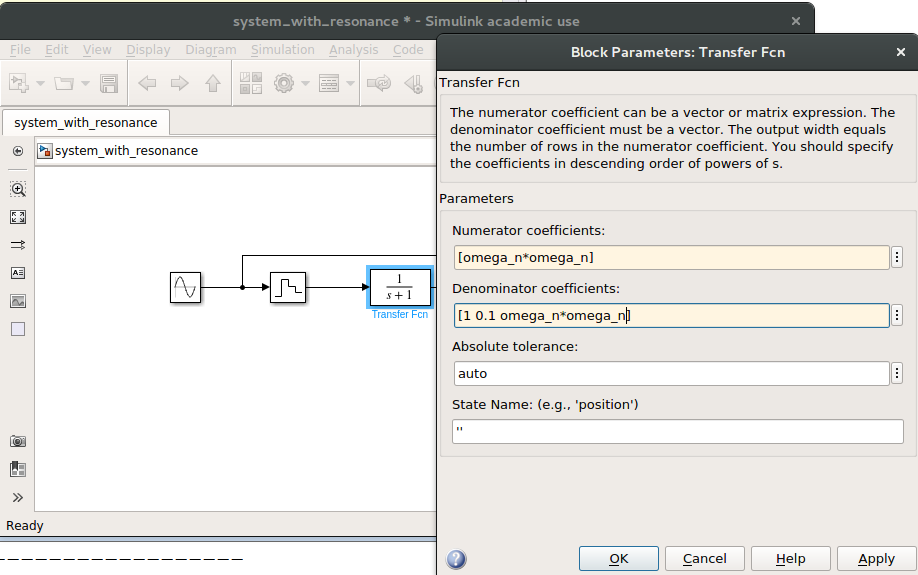 system_with_resonance * - Simulink academic use
File Edit View Display Diagram Simulation Analysis Code
system_with_resonance
system_with_resonance
1
s + 1
Transfer Fcn
Ready
Block Parameters: Transfer Fcn
Transfer Fcn
The numerator coefficient can be a vector or matrix expression. The
denominator coefficient must be a vector. The output width equals
the number of rows in the numerator coefficient. You should specify
the coefficients in descending order of powers of s.
Parameters
Numerator coefficients:
[omega_n*omega_n]
Denominator coefficients:
[1 0.1 omega_n*omega_n]
Absolute tolerance:
auto
State Name: (e.g., 'position')
''
OK Cancel Help Apply